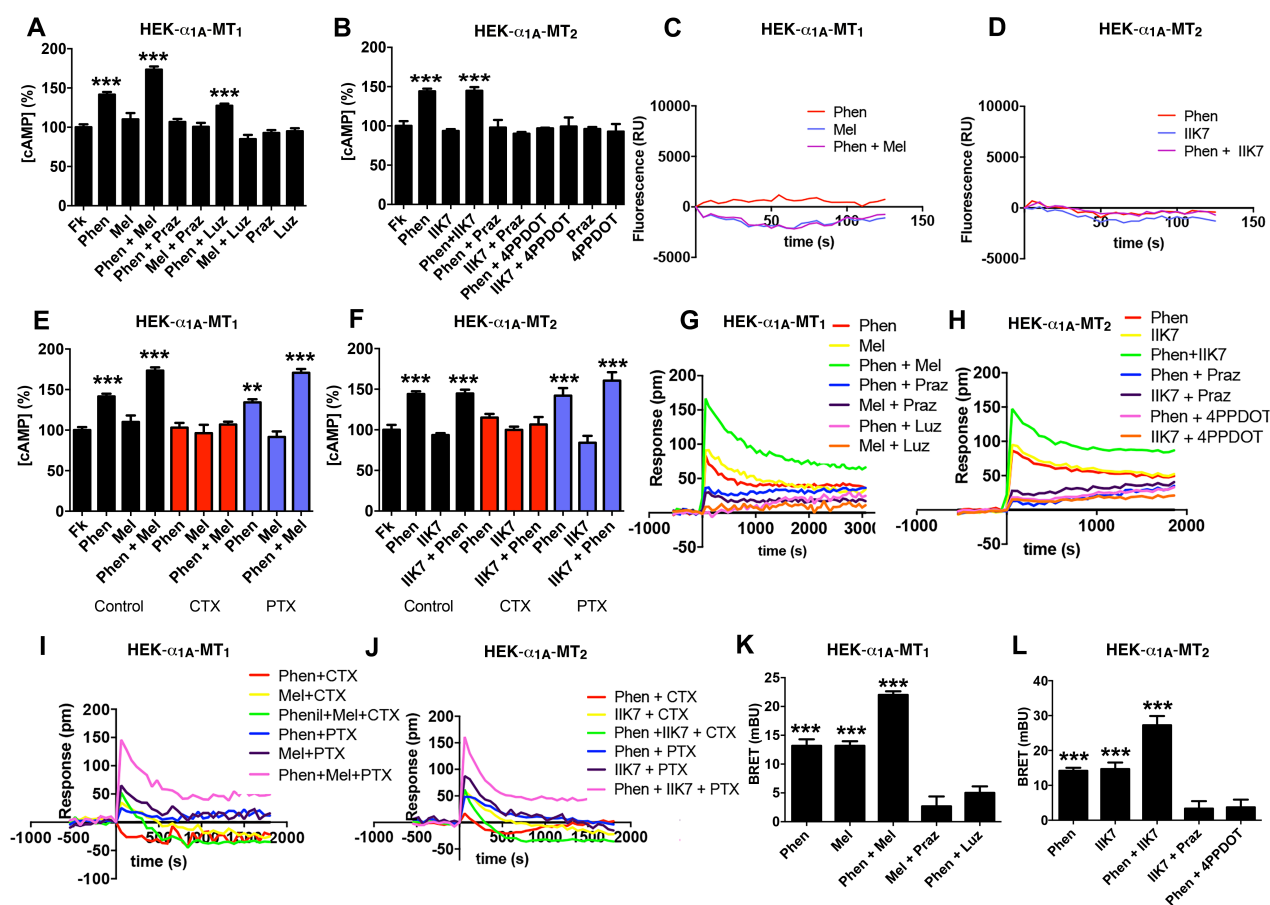 A
HEK-α1A-MT1
[cAMP] (%)
200
150
100
50
0
***
***
***
Fk
Phen
Mel
Phen + Mel
Phen + Praz
Mel + Praz
Phen + Luz
Mel + Luz
Praz
Luz
B
HEK-α1A-MT2
[cAMP] (%)
200
150
100
50
0
***
***
Fk
Phen
IIK7
Phen+IIK7
Phen + Praz
IIK7 + Praz
Phen + 4PPDOT
IIK7 + 4PPDOT
Praz
4PPDOT
C
HEK-α1A-MT1
Fluorescence (RU)
10000
5000
0
-5000
50
100
150
time (s)
Phen
Mel
Phen + Mel
D
HEK-α1A-MT2
Fluorescence (RU)
10000
5000
0
-5000
50
100
150
time (s)
Phen
IIK7
Phen + IIK7
E
HEK-α1A-MT1
[cAMP] (%)
200
150
100
50
0
***
***
**
***
Fk
Phen
Mel
Phen + Mel
Phen
Mel
Phen + Mel
Phen
Mel
Phen + Mel
Control
CTX
PTX
F
HEK-α1A-MT2
[cAMP] (%)
200
150
100
50
0
***
***
***
***
Fk
Phen
IIK7
IIK7 + Phen
Phen
IIK7
IIK7 + Phen
Phen
IIK7
IIK7 + Phen
Control
CTX
PTX
G
HEK-α1A-MT1
Response (pm)
200
150
100
50
-50
-1000
0
1000
2000
3000
time (s)
Phen
Mel
Phen + Mel
Phen + Praz
Mel + Praz
Phen + Luz
Mel + Luz
H
HEK-α1A-MT2
Response (pm)
200
150
100
50
-50
-1000
0
1000
2000
time (s)
Phen
IIK7
Phen+IIK7
Phen + Praz
IIK7 + Praz
Phen + 4PPDOT
IIK7 + 4PPDOT
I
HEK-α1A-MT1
Response (pm)
200
150
100
50
-50
-100
-1000
-500
0
500
1000
1500
2000
time (s)
Phen+CTX
Mel+CTX
Phenil+Mel+CTX
Phen+PTX
Mel+PTX
Phen+Mel+PTX
J
HEK-α1A-MT2
Response (pm)
200
150
100
50
-50
-1000
-500
0
500
1000
1500
2000
time (s)
Phen + CTX
IIK7 + CTX
Phen +IIK7 + CTX
Phen + PTX
IIK7 + PTX
Phen + IIK7 + PTX
K
HEK-α1A-MT1
BRET (mBU)
25
20
15
10
5
0
***
***
***
Phen
Mel
Phen + Mel
Mel + Praz
Phen + Luz
L
HEK-α1A-MT2
BRET (mBU)
40
30
20
10
0
***
***
***
Phen
IIK7
Phen + IIK7
IIK7 + Praz
Phen + 4PPDOT